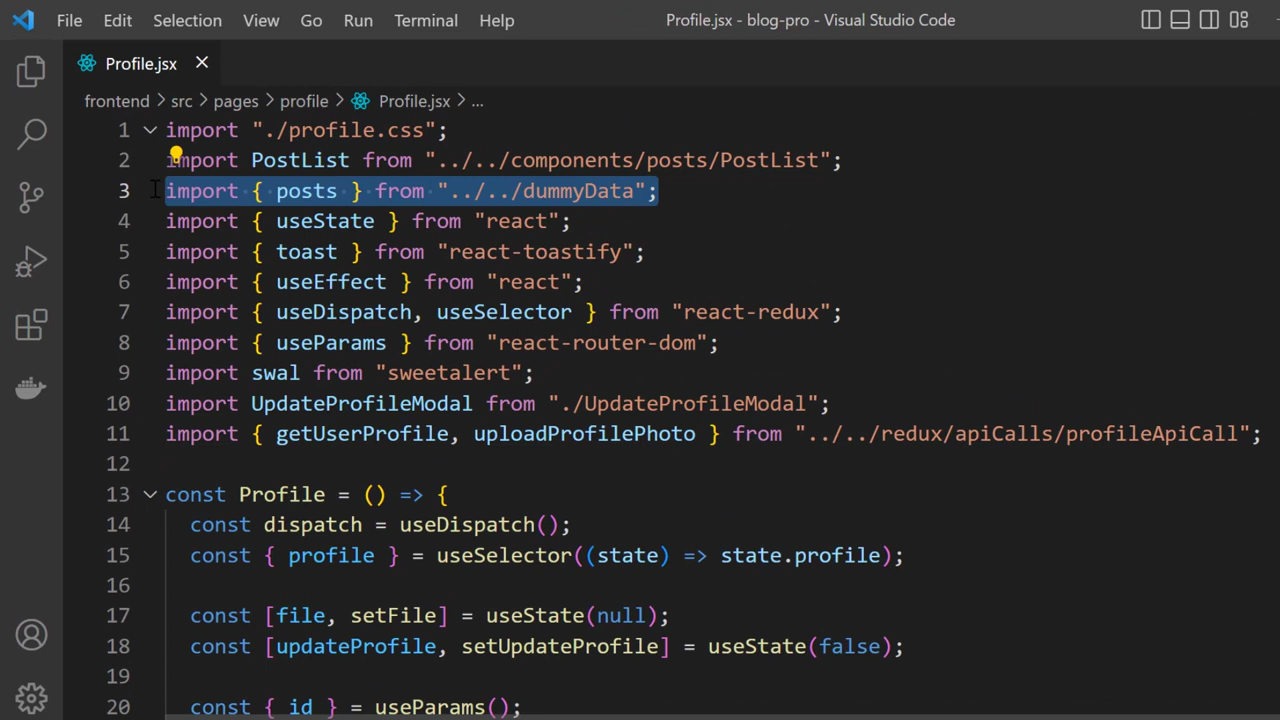 File Edit Selection View Go Run Terminal Help Profile.jsx - blog-pro - Visual Studio Code
Profile.jsx
frontend > src > pages > profile > Profile.jsx > ...
1 import "./profile.css";
2 import PostList from "../../components/posts/PostList";
3 import { posts } from "../../dummyData";
4 import { useState } from "react";
5 import { toast } from "react-toastify";
6 import { useEffect } from "react";
7 import { useDispatch, useSelector } from "react-redux";
8 import { useParams } from "react-router-dom";
9 import swal from "sweetalert";
10 import UpdateProfileModal from "./UpdateProfileModal";
11 import { getUserProfile, uploadProfilePhoto } from "../../redux/apiCalls/profileApiCall";
12
13 const Profile = () => {
14 const dispatch = useDispatch();
15 const { profile } = useSelector((state) => state.profile);
16
17 const [file, setFile] = useState(null);
18 const [updateProfile, setUpdateProfile] = useState(false);
19
20 const { id } = useParams();